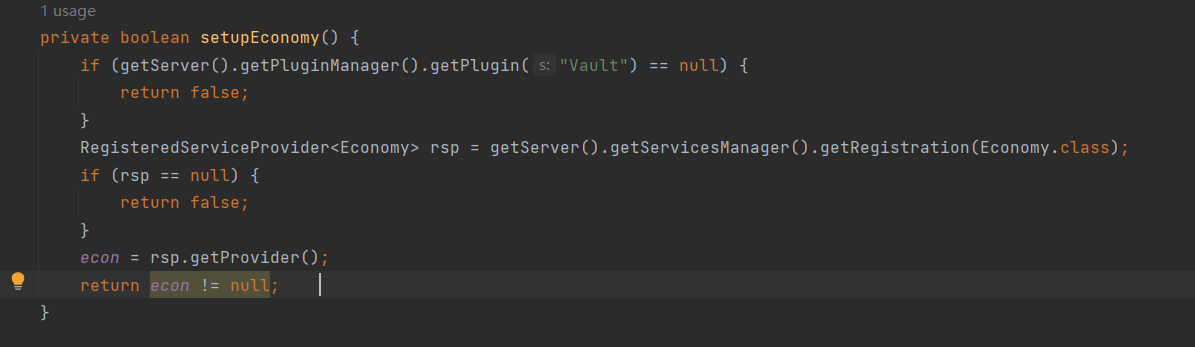 1 usage
private boolean setupEconomy() {
if (getServer().getPluginManager().getPlugin( s: "Vault") == null) {
return false;
}
RegisteredServiceProvider<Economy> rsp = getServer().getServicesManager().getRegistration(Economy.class);
if (rsp == null) {
return false;
}
econ = rsp.getProvider();
return econ != null;
}